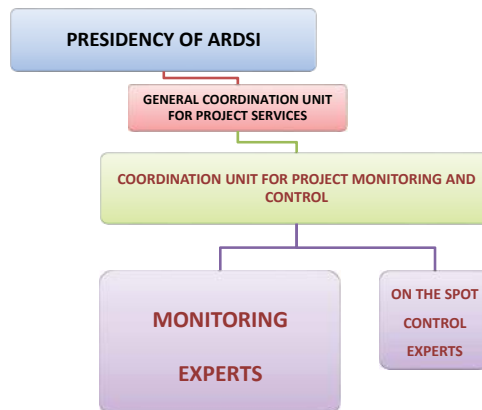 PRESIDENCY OF ARDSI
GENERAL COORDINATION UNIT
FOR PROJECT SERVICES
COORDINATION UNIT FOR PROJECT MONITORING AND
CONTROL
MONITORING
EXPERTS
ON THE SPOT
CONTROL
EXPERTS